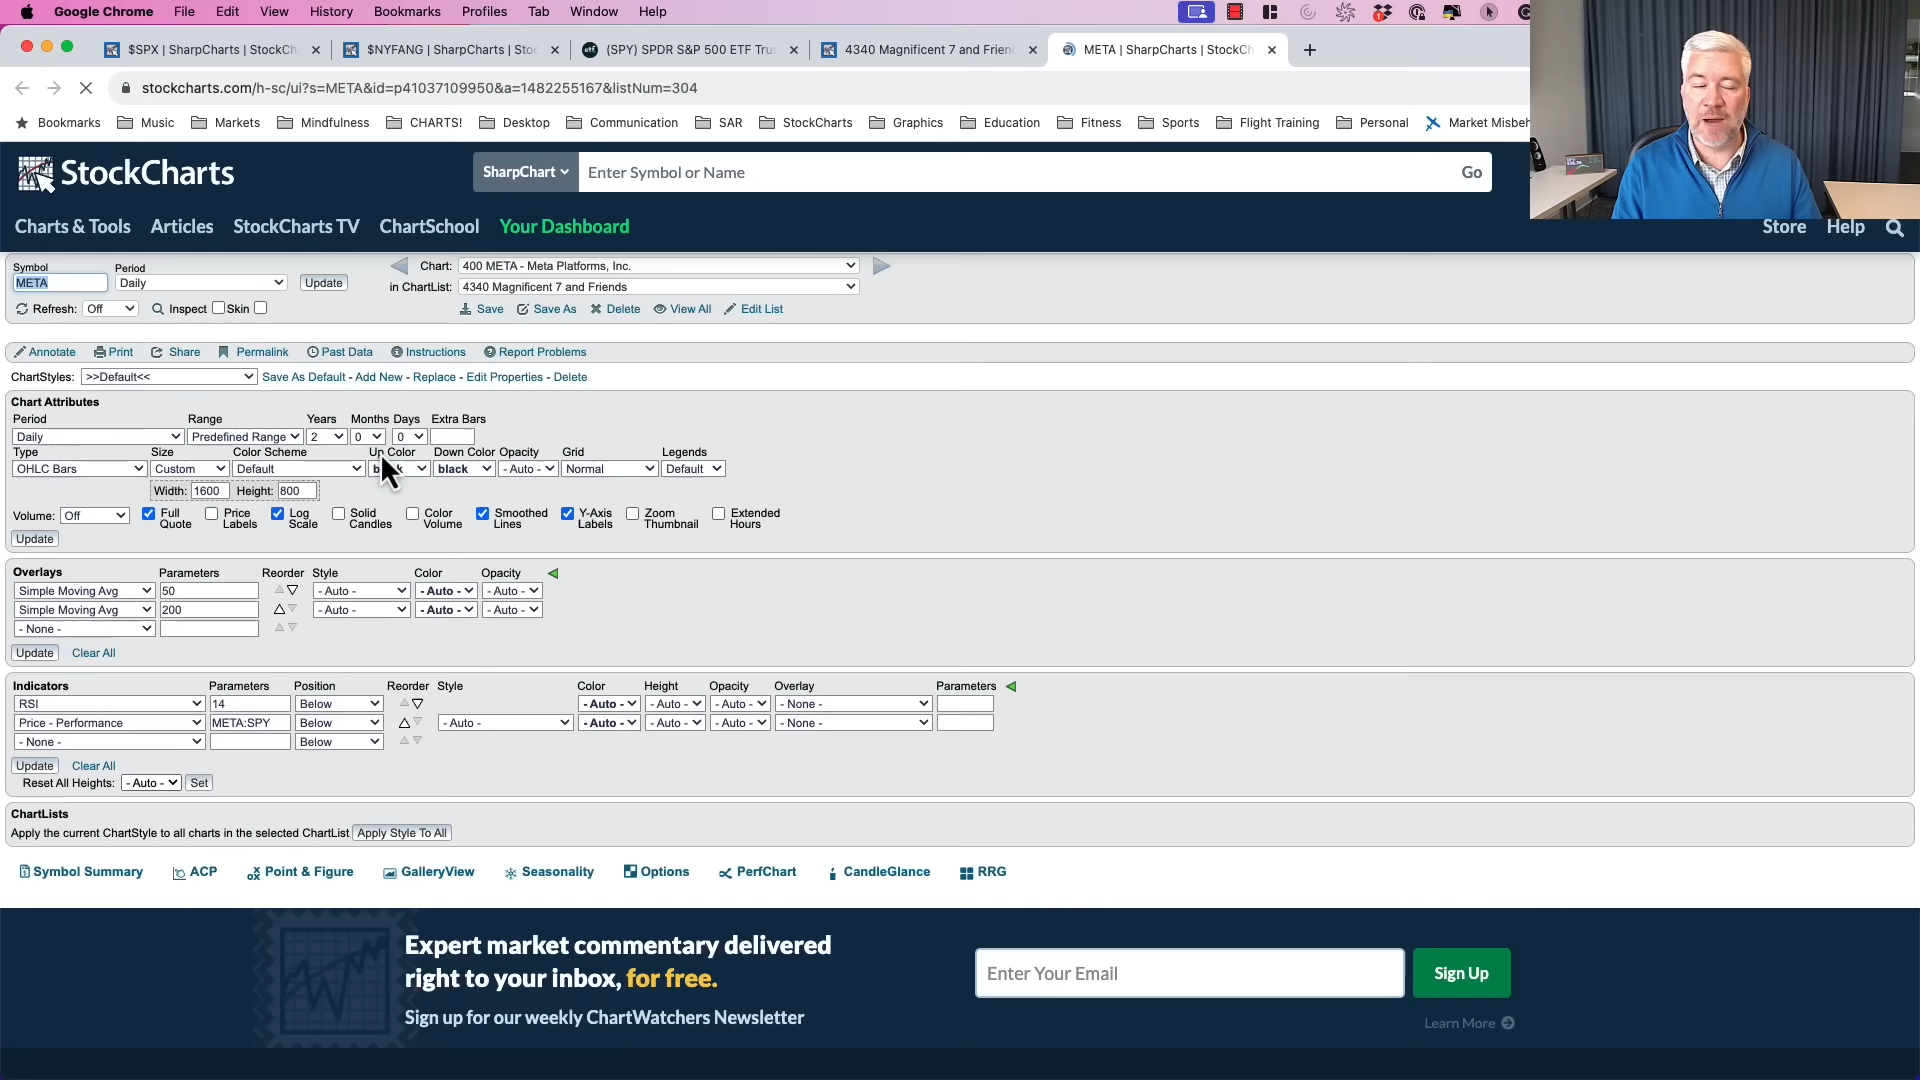 Google Chrome File Edit View History Bookmarks Profiles Tab Window Help
$SPX | SharpCharts | StockCh
$NYFANG | SharpCharts | Sto
(SPY) SPDR S&P 500 ETF Trus
4340 Magnificent 7 and Frien
META | SharpCharts | StockCh
stockcharts.com/h-sc/ui?s=META&id=p41037109950&a=1482255167&listNum=304
Bookmarks Music Markets Mindfulness CHARTS! Desktop Communication SAR StockCharts Graphics Education Fitness Sports Flight Training Personal Market Misbeh
StockCharts
SharpChart Enter Symbol or Name Go
Charts & Tools Articles StockCharts TV ChartSchool Your Dashboard Store Help
Symbol Period
META Daily Update
Chart: 400 META - Meta Platforms, Inc.
in ChartList: 4340 Magnificent 7 and Friends
Refresh: Off Inspect Skin
Save Save As Delete View All Edit List
Annotate Print Share Permalink Past Data Instructions Report Problems
ChartStyles: >>Default<< Save As Default - Add New - Replace - Edit Properties - Delete
Chart Attributes
Period Range Years Months Days Extra Bars
Daily Predefined Range 2 0 0
Type Size Color Scheme Up Color Down Color Opacity Grid Legends
OHLC Bars Custom Default black - Auto - Normal Default
Width: 1600 Height: 800
Volume: Off Full Quote Price Labels Log Scale Solid Candles Color Volume Smoothed Lines Y-Axis Labels Zoom Thumbnail Extended Hours
Update
Overlays Parameters Reorder Style Color Opacity
Simple Moving Avg 50 - Auto - - Auto - - Auto -
Simple Moving Avg 200 - Auto - - Auto - - Auto -
- None -
Update Clear All
Indicators Parameters Position Reorder Style Color Height Opacity Overlay Parameters
RSI 14 Below - Auto - - Auto - - Auto - - None -
Price - Performance META:SPY Below - Auto - - Auto - - Auto - - Auto - - None -
- None - Below
Update Clear All
Reset All Heights: - Auto - Set
ChartLists
Apply the current ChartStyle to all charts in the selected ChartList Apply Style To All
Symbol Summary ACP Point & Figure GalleryView Seasonality Options PerfChart CandleGlance RRG
Expert market commentary delivered
right to your inbox, for free.
Sign up for our weekly ChartWatchers Newsletter
Enter Your Email Sign Up
Learn More